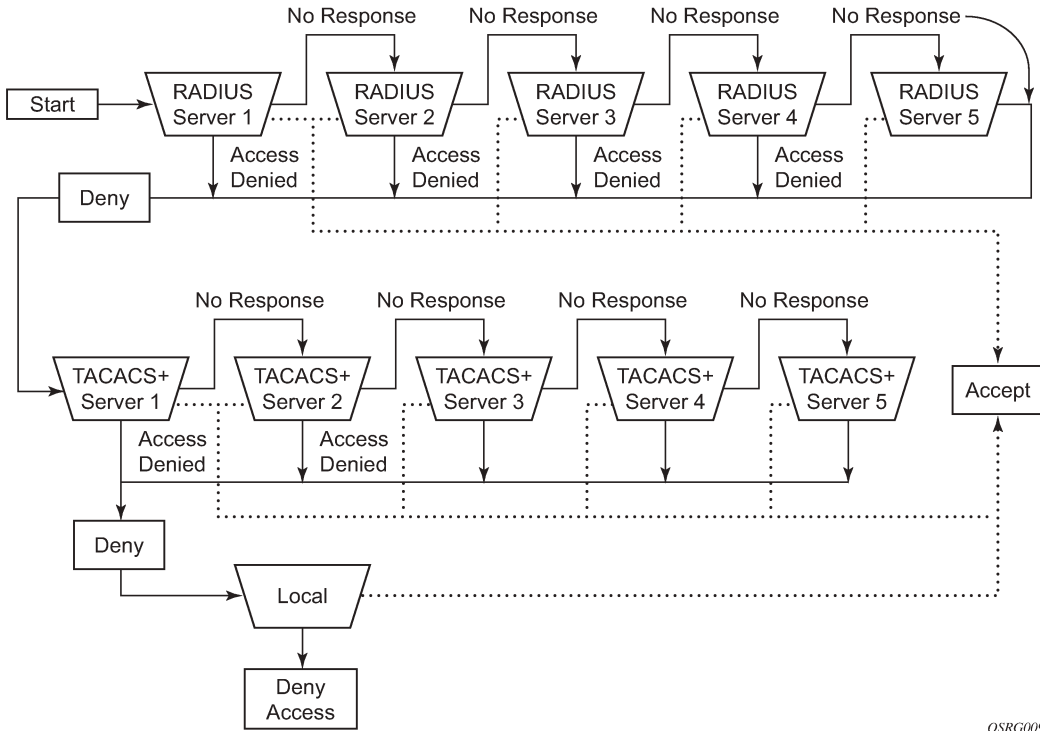 No Response
No Response
No Response
No Response
No Response
Start
RADIUS
Server 1
RADIUS
Server 2
RADIUS
Server 3
RADIUS
Server 4
RADIUS
Server 5
Access
Denied
Access
Denied
Access
Denied
Access
Denied
Deny
No Response
No Response
No Response
No Response
TACACS+
Server 1
TACACS+
Server 2
TACACS+
Server 3
TACACS+
Server 4
TACACS+
Server 5
Accept
Access
Denied
Access
Denied
Deny
Local
Deny
Access